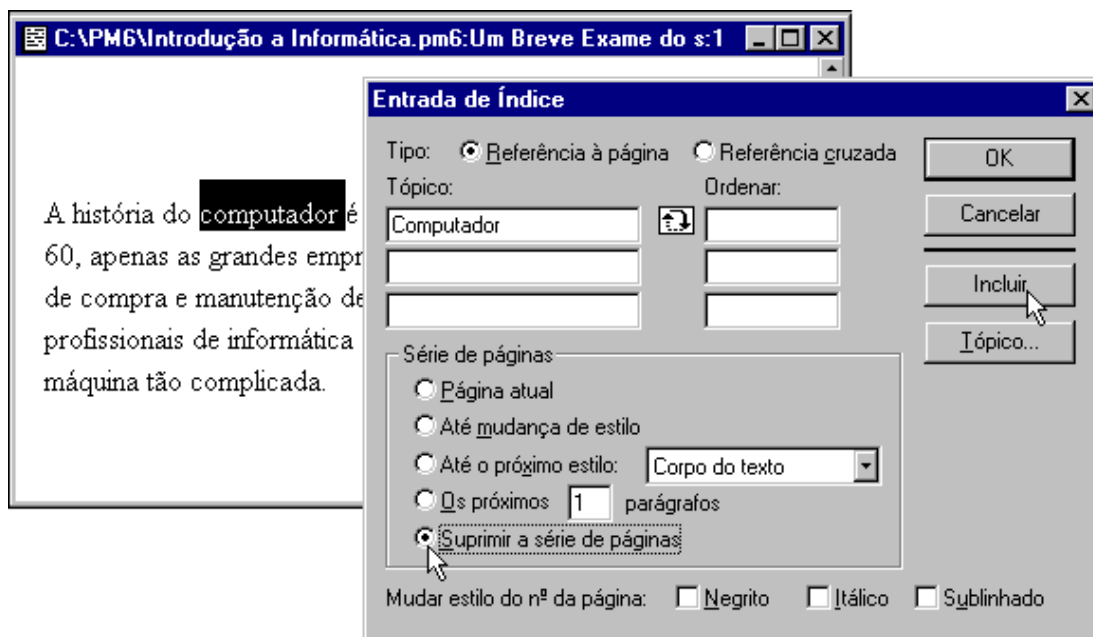 C:\PM6\Introdução a Informática.pm6:Um Breve Exame do s:1
A história do computador é
60, apenas as grandes empr
de compra e manutenção de
profissionais de informática
máquina tão complicada.
Entrada de Índice
Tipo: Referência à página Referência cruzada
OK
Tópico: Ordenar:
Computador
Cancelar
Incluir
Tópico...
Série de páginas
Página atual
Até mudança de estilo
Até o próximo estilo: Corpo do texto
Os próximos 1 parágrafos
Suprimir a série de páginas
Mudar estilo do nº da página: Negrito Itálico Sublinhado